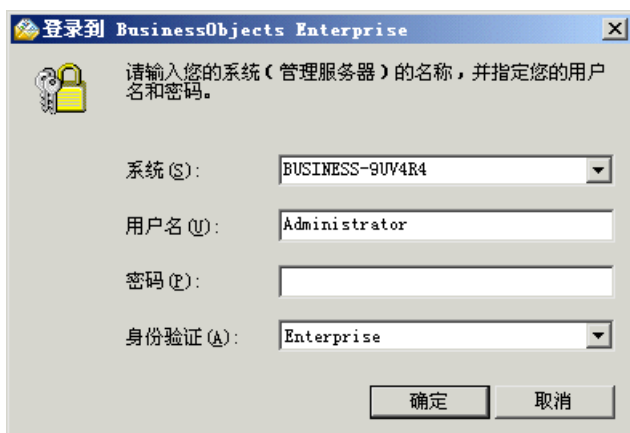 登录到 BusinessObjects Enterprise
请输入您的系统(管理服务器)的名称,并指定您的用户
名和密码。
系统(S): BUSINESS-9UV4R4
用户名(U): Administrator
密码(P):
身份验证(A): Enterprise
确定 取消